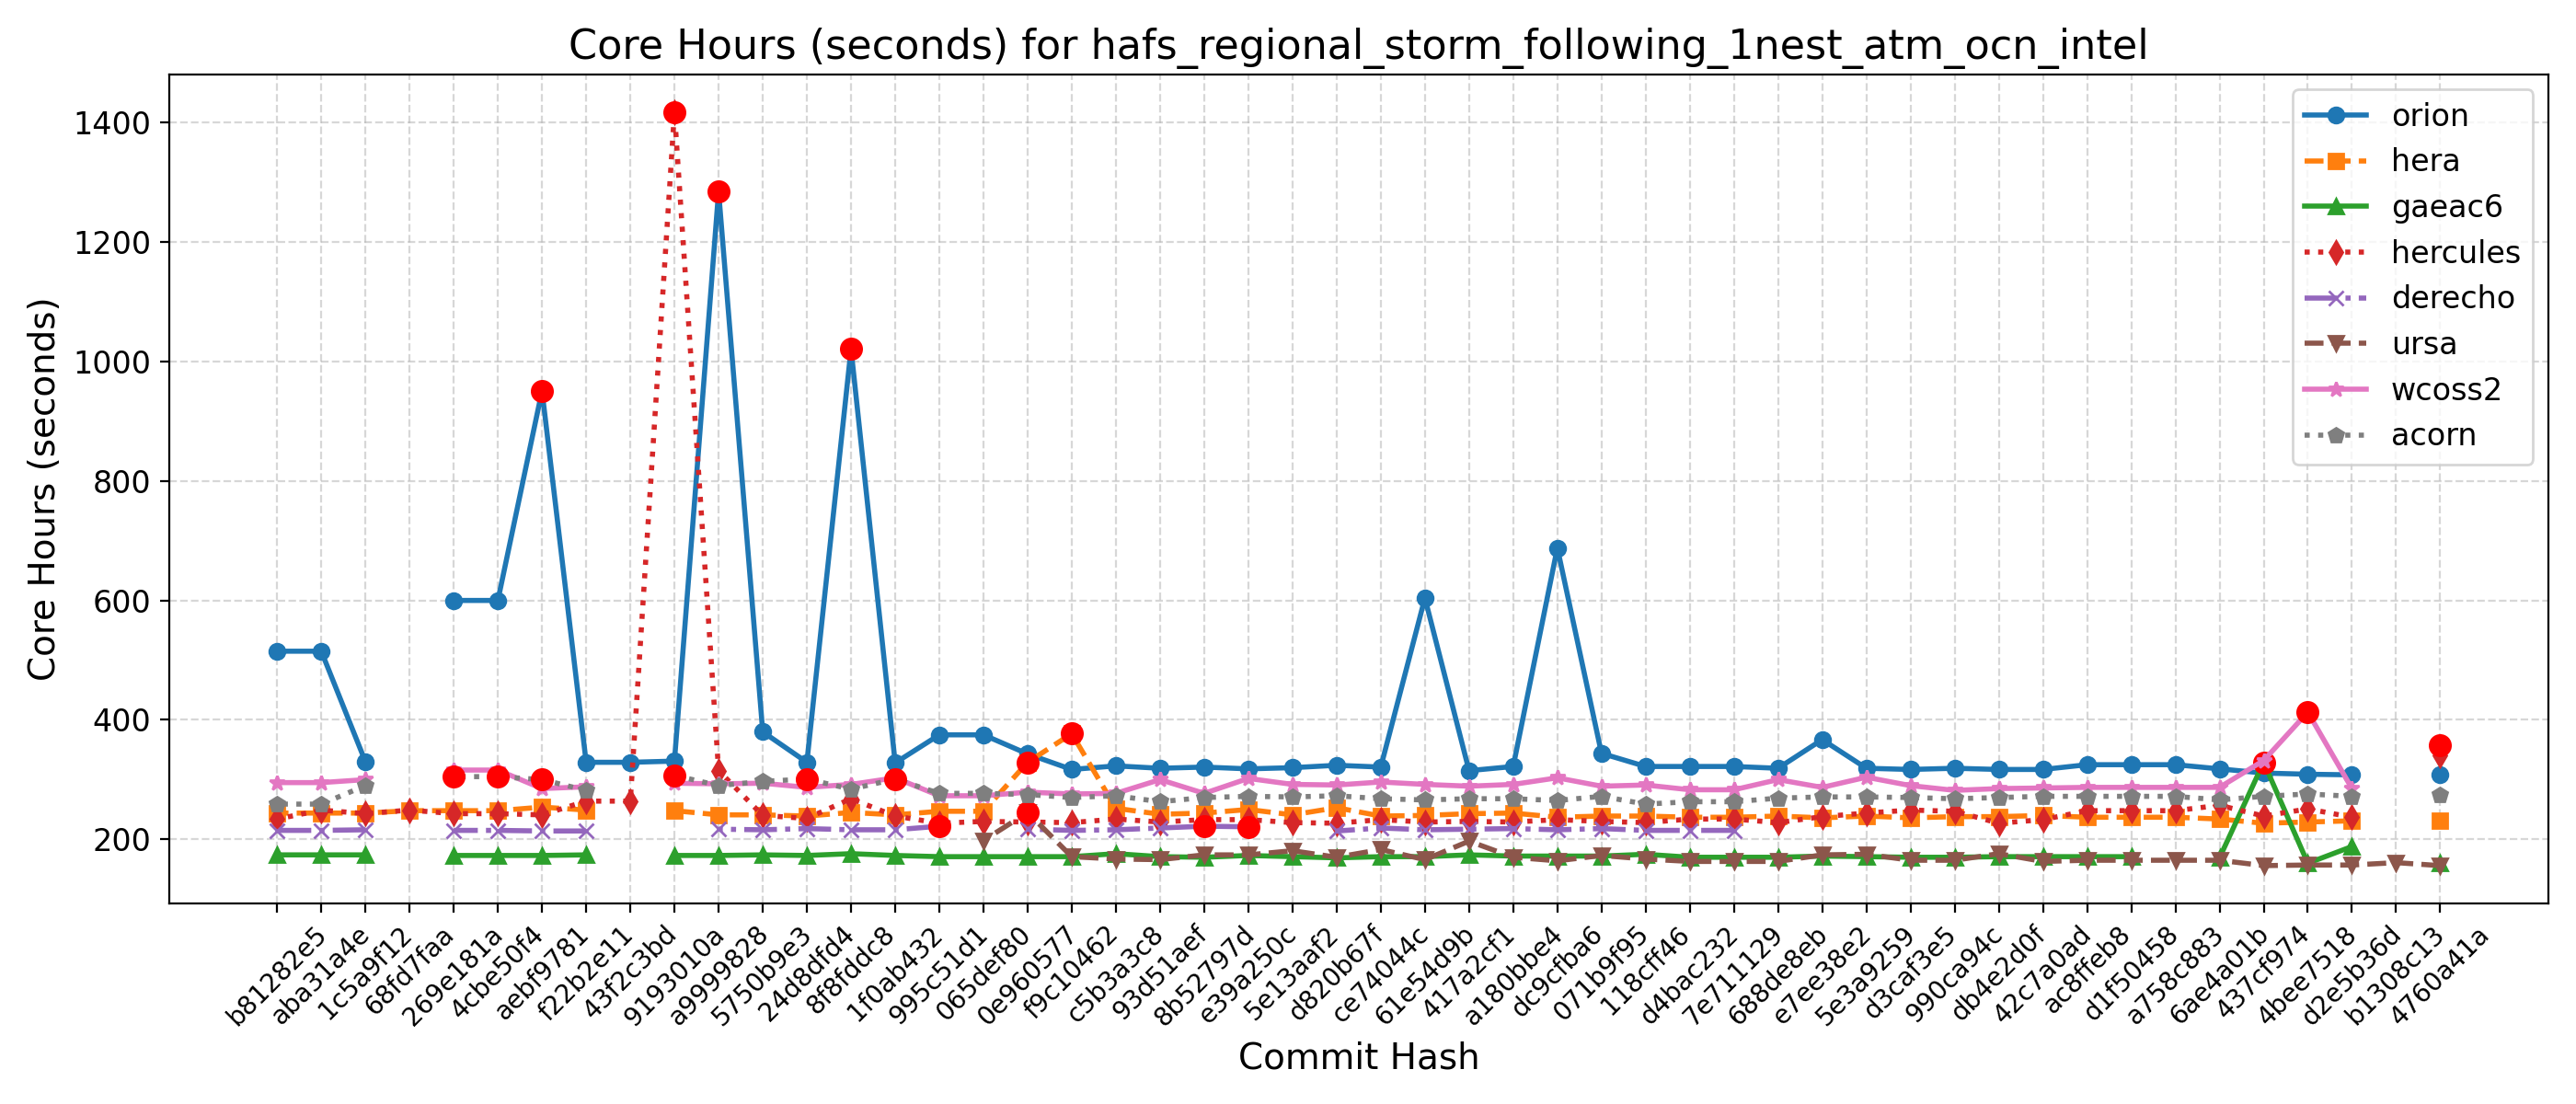 Core Hours (seconds) for hafs_regional_storm_following_1nest_atm_ocn_intel
Core Hours (seconds)
1400
1200
1000
800
600
400
200
orion
hera
gaeac6
hercules
derecho
ursa
wcoss2
acorn
b81282e5
aba31a4e
1c5a9f12
68fd7faa
269e181a
4cbe50f4
aebf9781
f22b2e11
43f2c3bd
9193010a
a9999828
5750b9e3
24d8dfd4
8f8fddc8
1f0ab432
995c51d1
065def80
0e960577
f9c10462
c5b3a3c8
93d51aef
8b52797d
e39a250c
5e13aaf2
d820b67f
ce74044c
61e54d9b
417a2cf1
a180bbe4
dc9cfba6
071b9f95
118cff46
d4bac232
7e711129
688de8eb
e7ee38e2
5e3a9259
d3caf3e5
990ca94c
db4e2d0f
42c7a0ad
ac8ffeb8
d1f50458
a758c883
6ae4a01b
437cf974
4bee7518
d2e5b36d
b1308c13
4760a41a
Commit Hash